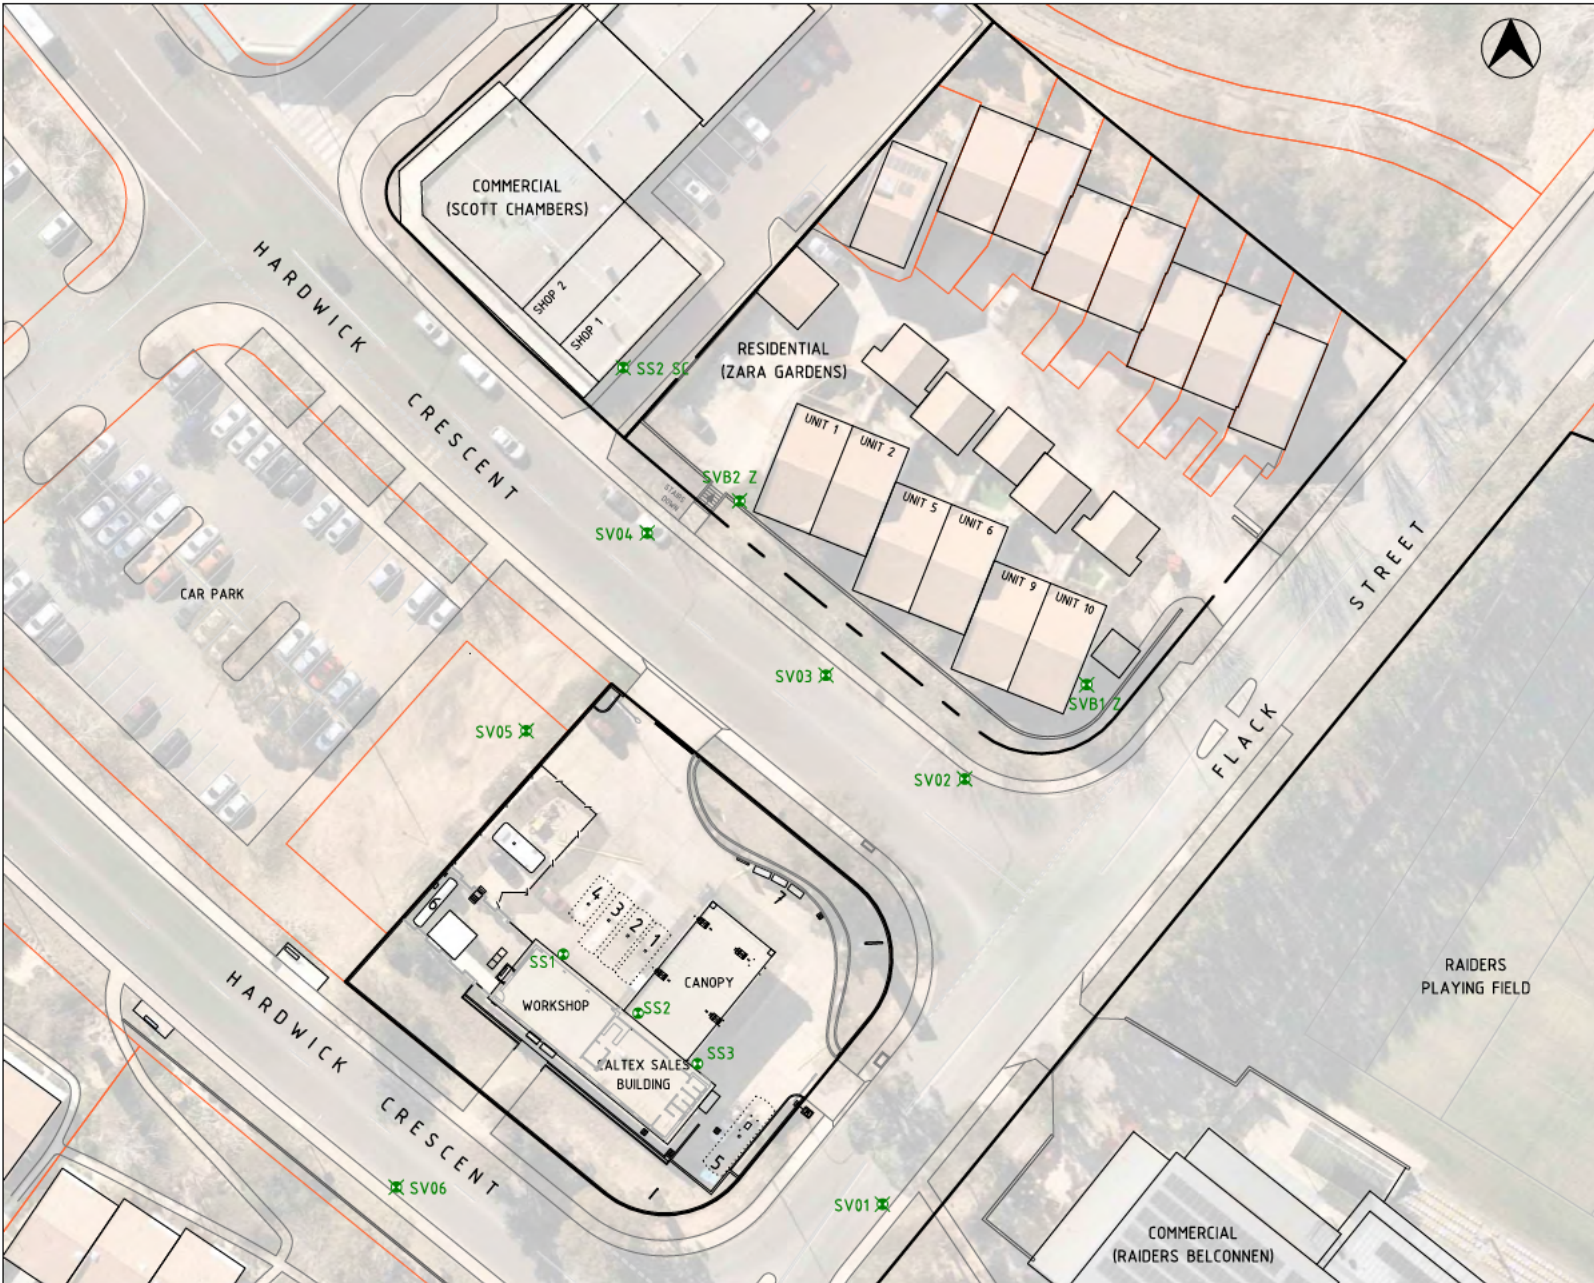 COMMERCIAL
(SCOTT CHAMBERS)
HARDWICK
CRESCENT
SHOP 2
SHOP 1
SS2 SC
RESIDENTIAL
(ZARA GARDENS)
UNIT 1
UNIT 2
UNIT 5
UNIT 6
UNIT 9
UNIT 10
SVB2 Z
STAIRS
DOWN
SV04
CAR PARK
STREET
FLACK
SV03
SVB1 Z
SV05
SV02
4
3
2
1
7
6
SS1
CANOPY
WORKSHOP
SS2
SS3
CALTEX SALES
BUILDING
5
RAIDERS
PLAYING FIELD
HARDWICK
CRESCENT
SV06
SV01
COMMERCIAL
(RAIDERS BELCONNEN)